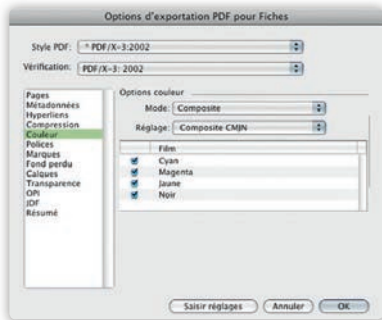 Options d'exportation PDF pour Fiches
Style PDF: * PDF/X-3:2002
Vérification: PDF/X-3: 2002
Pages
Métadonnées
Hyperliens
Compression
Couleur
Polices
Marques
Fond perdu
Calques
Transparence
OPI
JDF
Résumé
Options couleur
Mode: Composite
Réglage: Composite CMJN
Film
Cyan
Magenta
Jaune
Noir
Saisir réglages
Annuler
OK